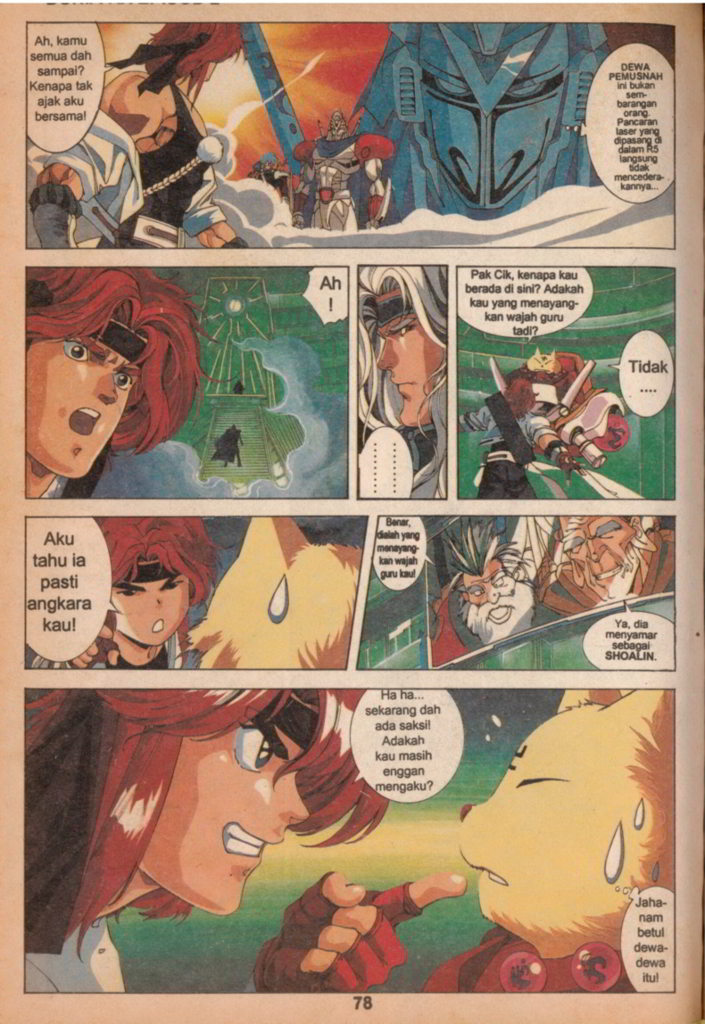 Ah, kamu
semua dah
sampai?
Kenapa tak
ajak aku
bersama!
DEWA
PEMUSNAH
ini bukan
sem-
barangan
orang.
Pancaran
laser yang
dipasang di
dalam R5
langsung
tidak
mencedera-
kannya...
Ah
!
Pak Cik, kenapa kau
berada di sini? Adakah
kau yang menayang-
kan wajah guru
tadi?
Tidak
....
Aku
tahu ia
pasti
angkara
kau!
Benar,
dialah yang
menayang-
kan wajah
guru kau!
Ya, dia
menyamar
sebagai
SHOALIN.
Ha ha...
sekarang dah
ada saksi!
Adakah
kau masih
enggan
mengaku?
Jaha-
nam
betul
dewa-
dewa
itu!
78